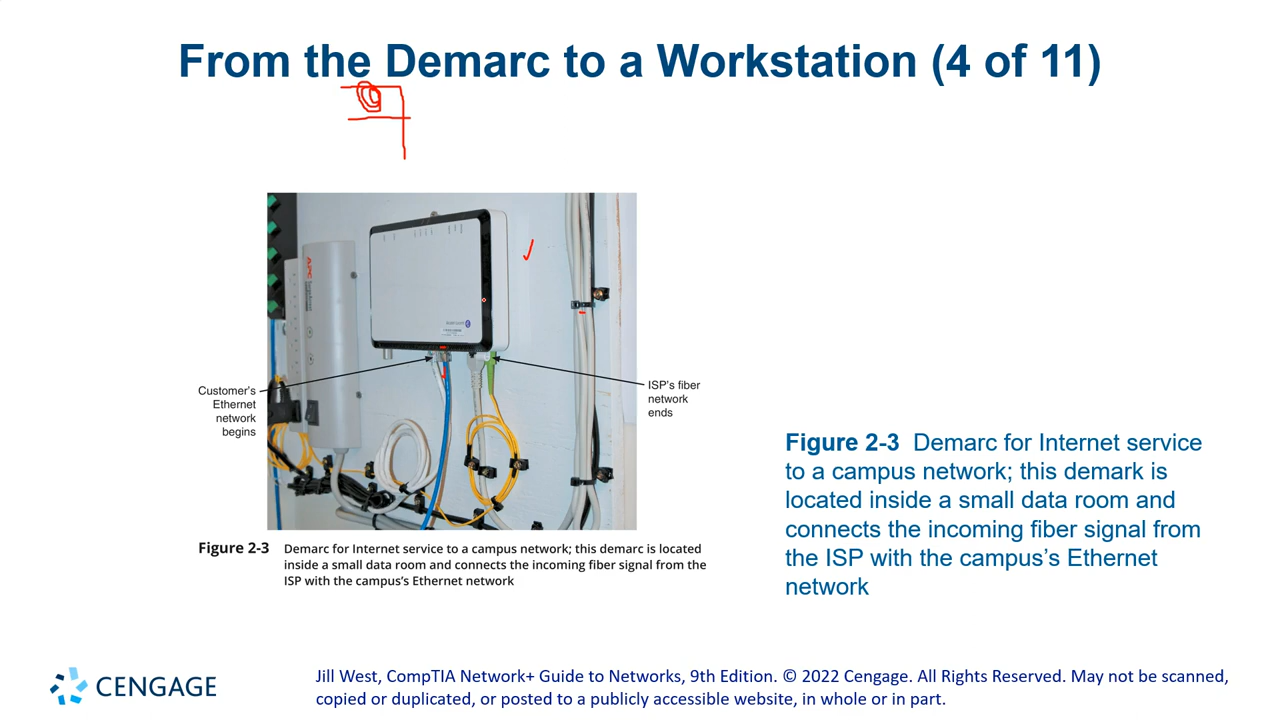 From the Demarc to a Workstation (4 of 11)
APC
Customer's
Ethernet
network
begins
ISP's fiber
network
ends
Figure 2-3 Demarc for Internet service to a campus network; this demarc is located
inside a small data room and connects the incoming fiber signal from the
ISP with the campus's Ethernet network
Figure 2-3 Demarc for Internet service
to a campus network; this demark is
located inside a small data room and
connects the incoming fiber signal from
the ISP with the campus's Ethernet
network
CENGAGE
Jill West, CompTIA Network+ Guide to Networks, 9th Edition. © 2022 Cengage. All Rights Reserved. May not be scanned,
copied or duplicated, or posted to a publicly accessible website, in whole or in part.